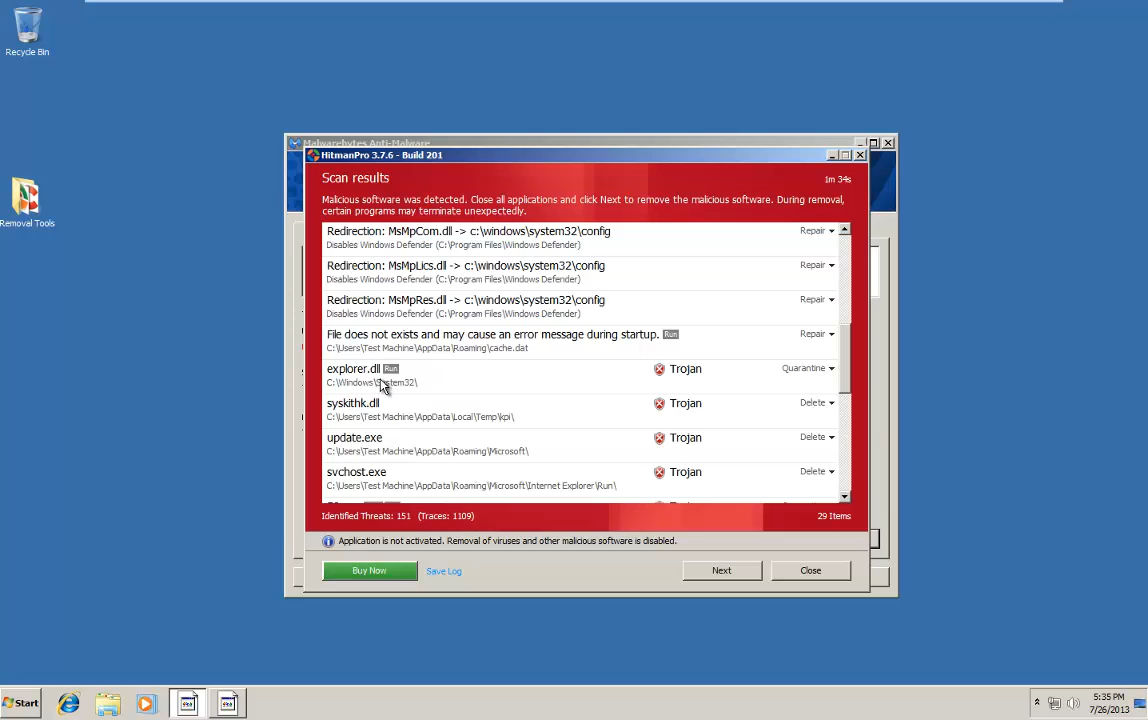 Recycle Bin
Removal Tools
Malwarebytes Anti-Malware
HitmanPro 3.7.6 - Build 201
Scan results
1m 34s
Malicious software was detected. Close all applications and click Next to remove the malicious software. During removal,
certain programs may terminate unexpectedly.
Redirection: MsMpCom.dll -> c:\windows\system32\config
Repair
Disables Windows Defender (C:\Program Files\Windows Defender)
Redirection: MsMpLics.dll -> c:\windows\system32\config
Repair
Disables Windows Defender (C:\Program Files\Windows Defender)
Redirection: MsMpRes.dll -> c:\windows\system32\config
Repair
Disables Windows Defender (C:\Program Files\Windows Defender)
File does not exists and may cause an error message during startup. Run
Repair
C:\Users\Test Machine\AppData\Roaming\cache.dat
explorer.dll Run
Trojan
Quarantine
C:\Windows\System32\
syskithk.dll
Trojan
Delete
C:\Users\Test Machine\AppData\Local\Temp\kpi\
update.exe
Trojan
Delete
C:\Users\Test Machine\AppData\Roaming\Microsoft\
svchost.exe
Trojan
Delete
C:\Users\Test Machine\AppData\Roaming\Microsoft\Internet Explorer\Run\
Identified Threats: 151 (Traces: 1109)
29 Items
Application is not activated. Removal of viruses and other malicious software is disabled.
Buy Now
Save Log
Next
Close
Start
5:35 PM
7/26/2013